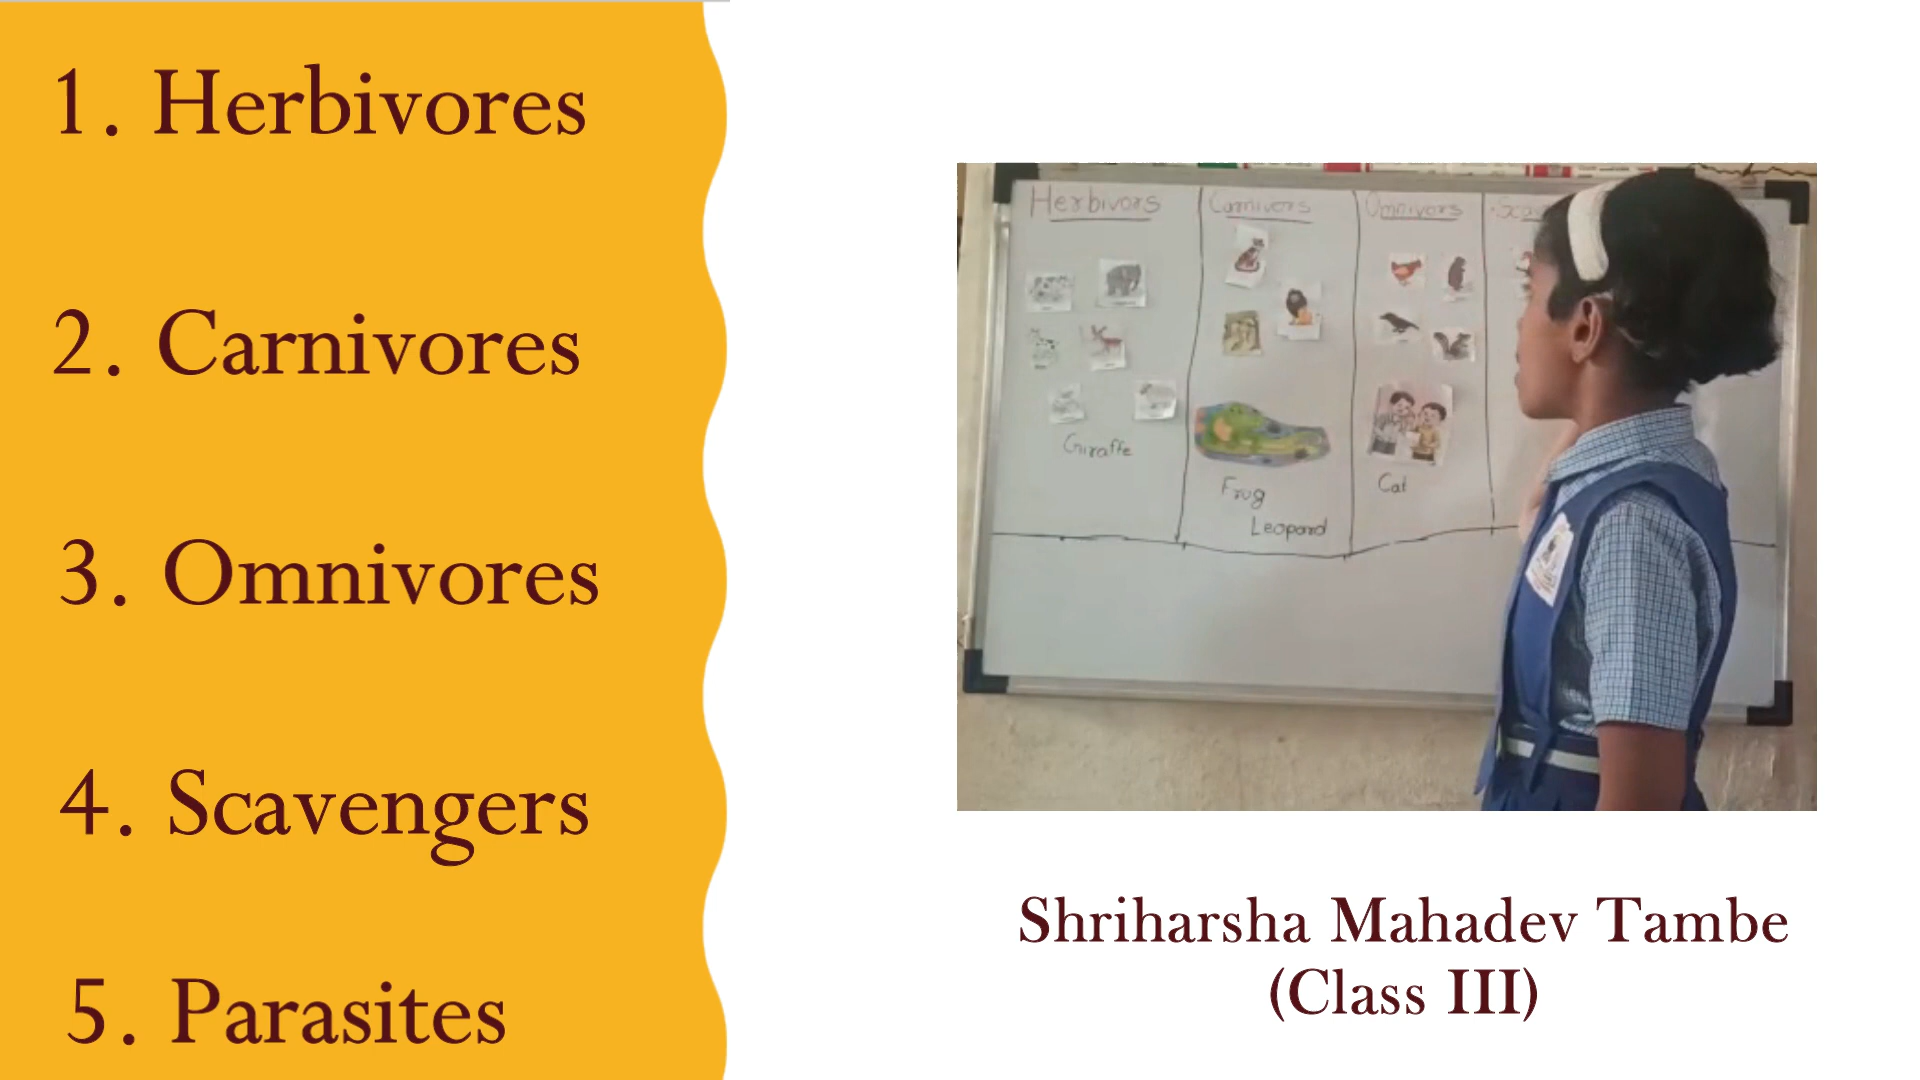 1. Herbivores
2. Carnivores
3. Omnivores
4. Scavengers
5. Parasites
Herbivors
Carnivors
Omnivors
Giraffe
Frog
Leopard
Cat
Shriharsha Mahadev Tambe
(Class III)